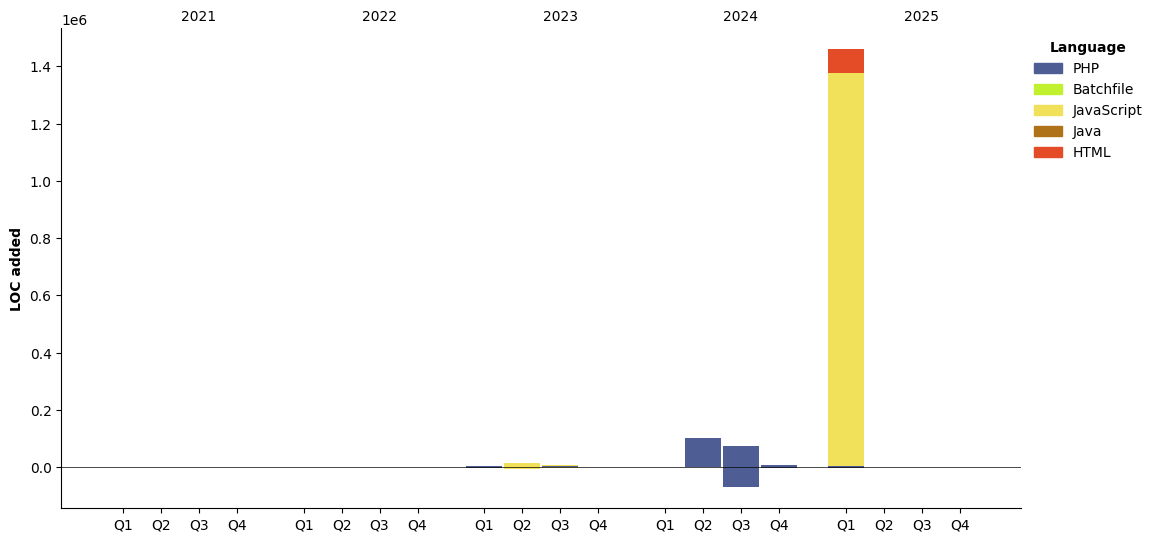 2021 2022 2023 2024 2025
1e6
Language
PHP
Batchfile
JavaScript
Java
HTML
LOC added
1.4
1.2
1.0
0.8
0.6
0.4
0.2
0.0
Q1 Q2 Q3 Q4 Q1 Q2 Q3 Q4 Q1 Q2 Q3 Q4 Q1 Q2 Q3 Q4 Q1 Q2 Q3 Q4